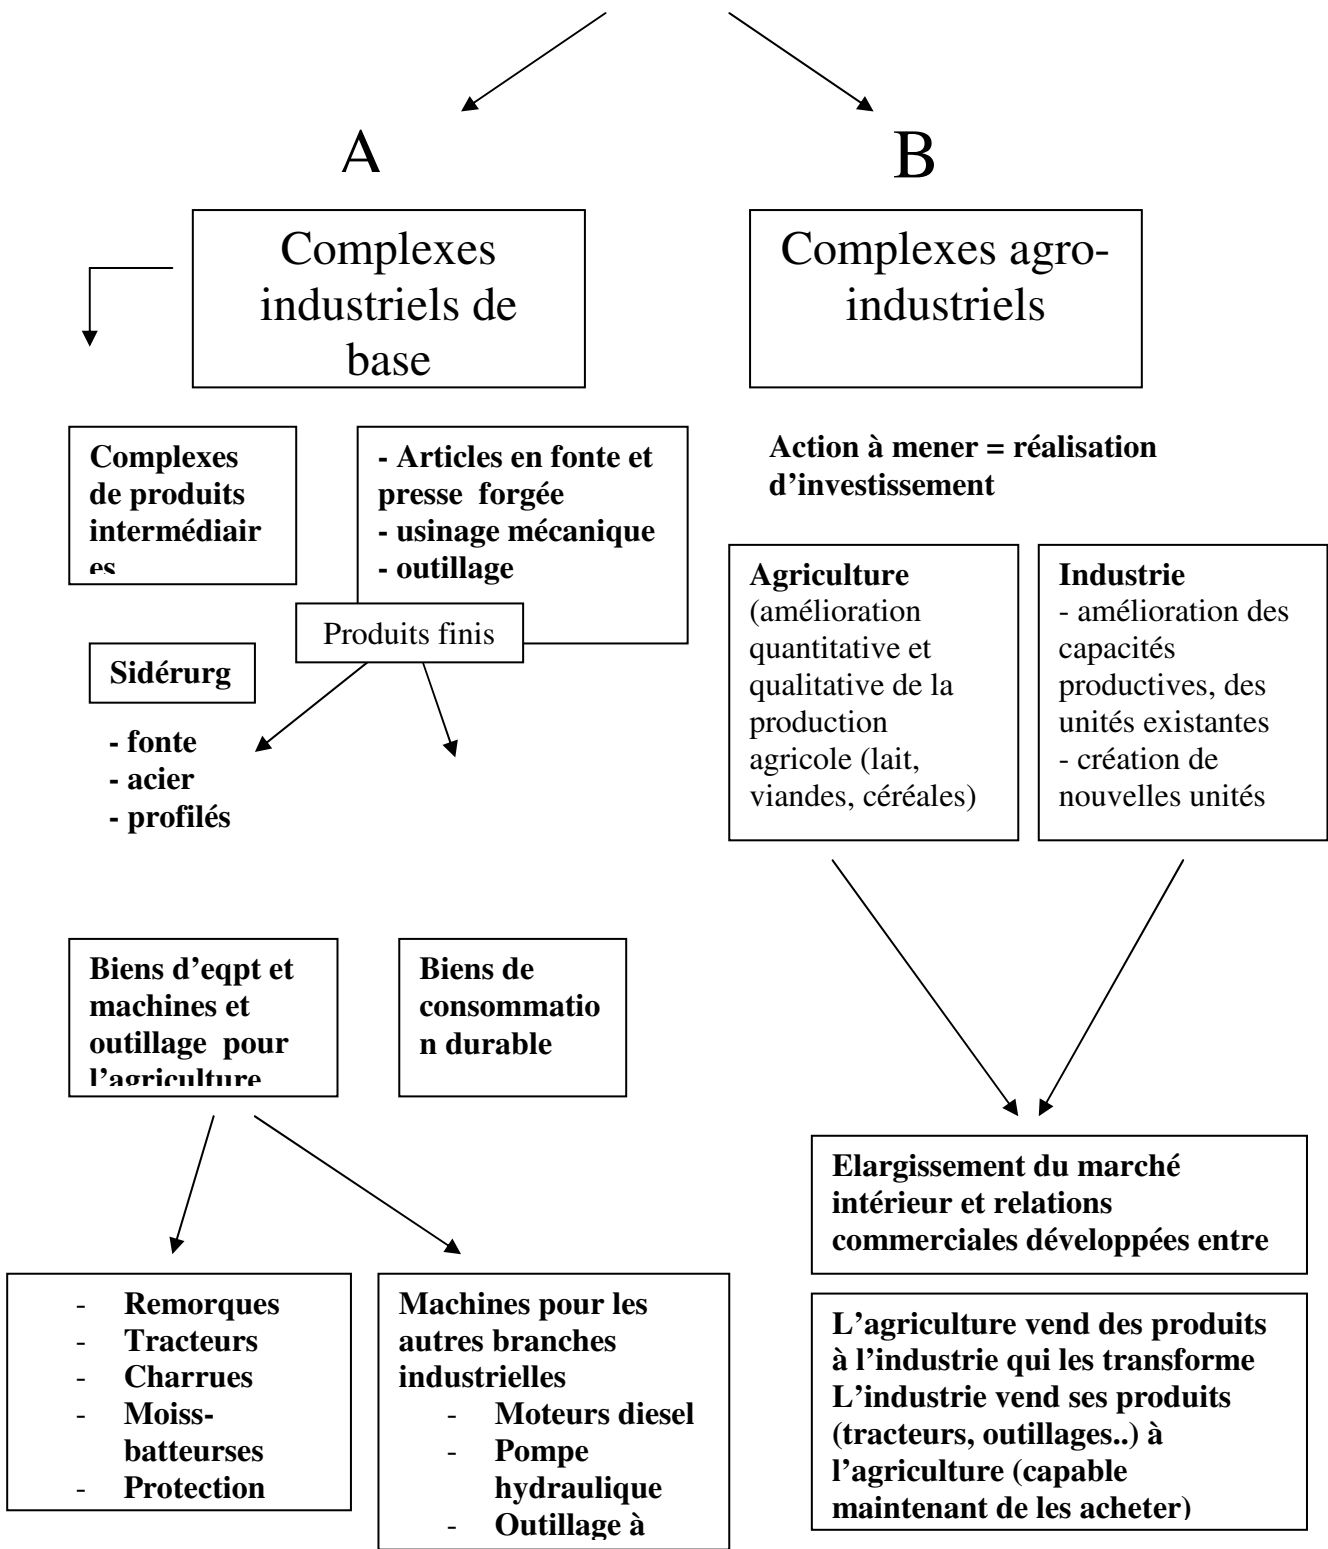 A
B
Complexes
industriels de
base
Complexes agro-
industriels
Complexes
de produits
intermédiair
es
- Articles en fonte et
presse forgée
- usinage mécanique
- outillage
Produits finis
Sidérurg
- fonte
- acier
- profilés
Action à mener = réalisation
d’investissement
Agriculture
(amélioration
quantitative et
qualitative de la
production
agricole (lait,
viandes, céréales)
Industrie
- amélioration des
capacités
productives, des
unités existantes
- création de
nouvelles unités
Biens d’eqpt et
machines et
outillage pour
l’agriculture
Biens de
consommatio
n durable
- Remorques
- Tracteurs
- Charrues
- Moiss-
batteurses
- Protection
Machines pour les
autres branches
industrielles
- Moteurs diesel
- Pompe
hydraulique
- Outillage à
Elargissement du marché
intérieur et relations
commerciales développées entre
L’agriculture vend des produits
à l’industrie qui les transforme
L’industrie vend ses produits
(tracteurs, outillages..) à
l’agriculture (capable
maintenant de les acheter)